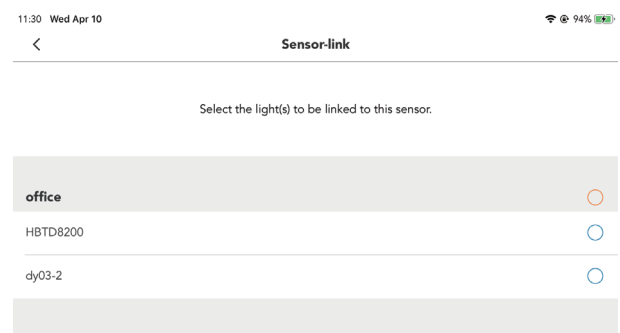 11:30 Wed Apr 10 94%
Sensor-link
Select the light(s) to be linked to this sensor.
office
HBTD8200
dy03-2